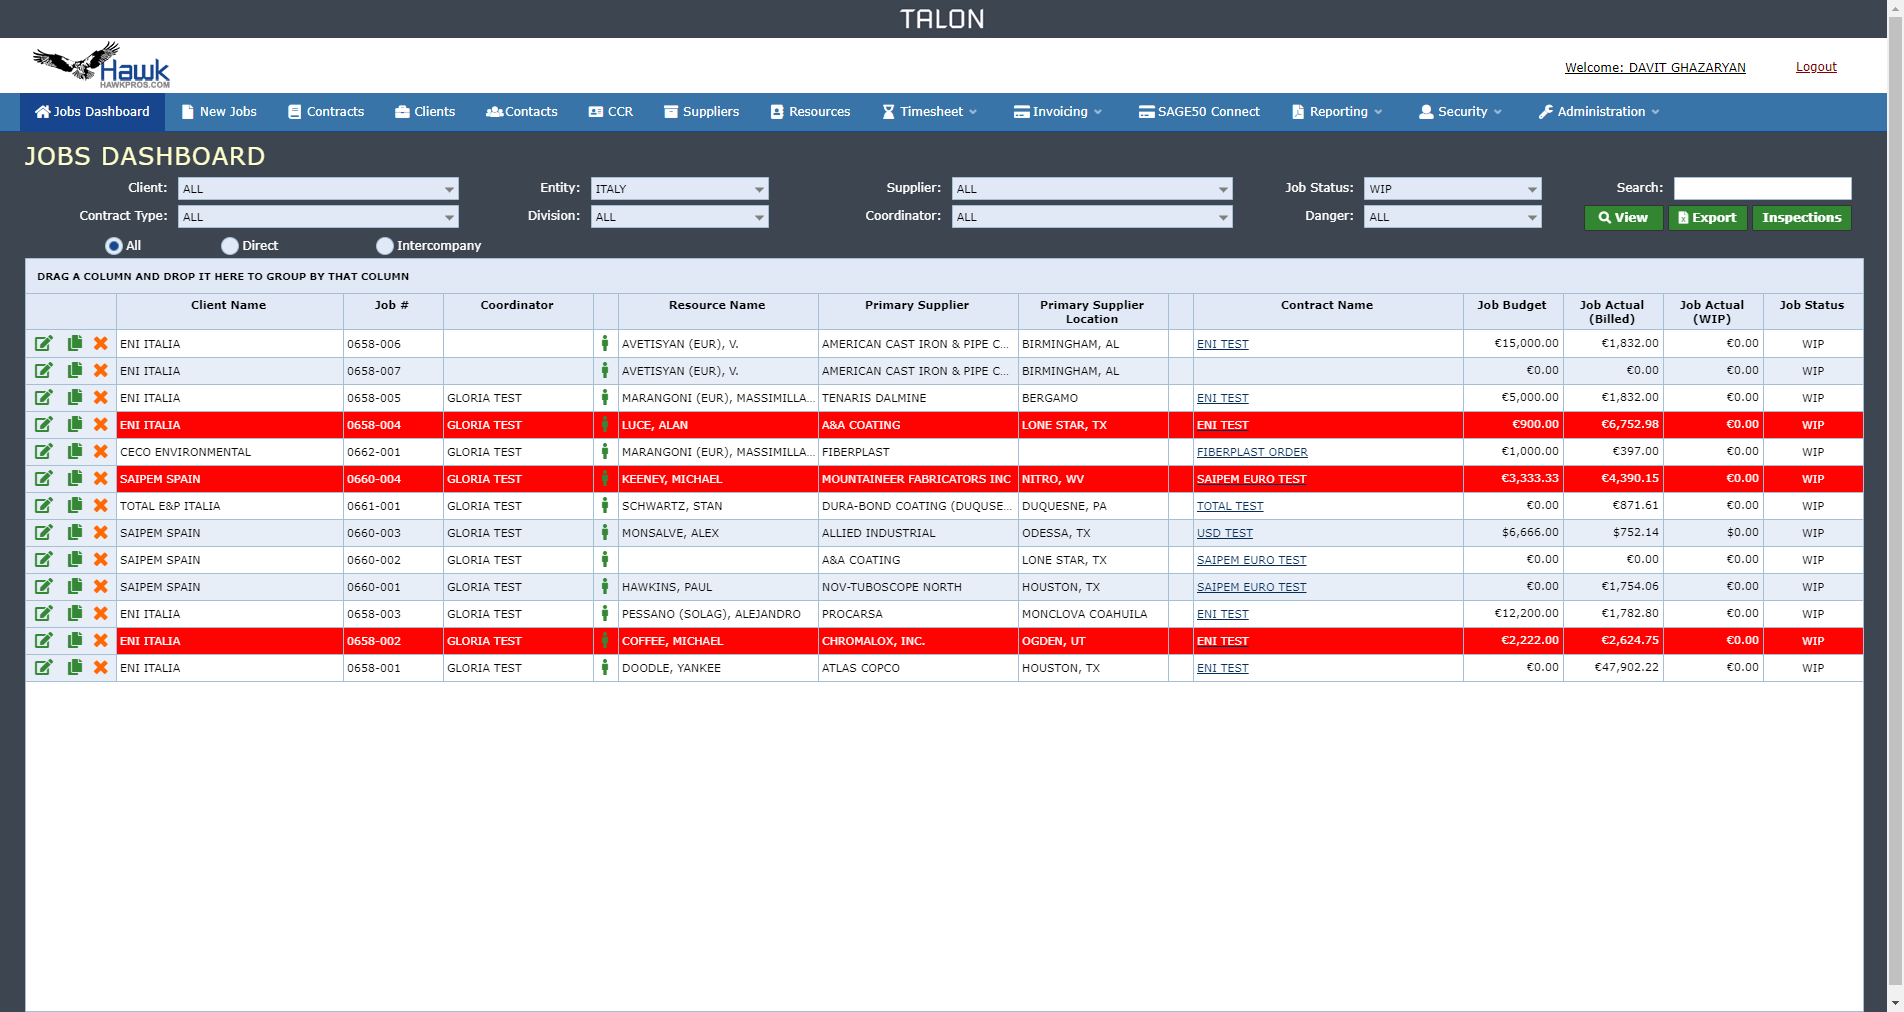 TALON
Hawk
HAWKPROS.COM
Welcome: DAVIT GHAZARYAN Logout
Jobs Dashboard New Jobs Contracts Clients Contacts CCR Suppliers Resources Timesheet Invoicing SAGE50 Connect Reporting Security Administration
JOBS DASHBOARD
Client: ALL Entity: ITALY Supplier: ALL Job Status: WIP Search:
Contract Type: ALL Division: ALL Coordinator: ALL Danger: ALL View Export Inspections
All Direct Intercompany
DRAG A COLUMN AND DROP IT HERE TO GROUP BY THAT COLUMN
Client Name Job # Coordinator Resource Name Primary Supplier Primary Supplier Location Contract Name Job Budget Job Actual (Billed) Job Actual (WIP) Job Status
ENI ITALIA 0658-006 AVETISYAN (EUR), V. AMERICAN CAST IRON & PIPE C... BIRMINGHAM, AL ENI TEST €15,000.00 €1,832.00 €0.00 WIP
ENI ITALIA 0658-007 AVETISYAN (EUR), V. AMERICAN CAST IRON & PIPE C... BIRMINGHAM, AL €0.00 €0.00 €0.00 WIP
ENI ITALIA 0658-005 GLORIA TEST MARANGONI (EUR), MASSIMILLA... TENARIS DALMINE BERGAMO ENI TEST €5,000.00 €1,832.00 €0.00 WIP
ENI ITALIA 0658-004 GLORIA TEST LUCE, ALAN A&A COATING LONE STAR, TX ENI TEST €900.00 €6,752.98 €0.00 WIP
CECO ENVIRONMENTAL 0662-001 GLORIA TEST MARANGONI (EUR), MASSIMILLA... FIBERPLAST FIBERPLAST ORDER €1,000.00 €397.00 €0.00 WIP
SAIPEM SPAIN 0660-004 GLORIA TEST KEENEY, MICHAEL MOUNTAINEER FABRICATORS INC NITRO, WV SAIPEM EURO TEST €3,333.33 €4,390.15 €0.00 WIP
TOTAL E&P ITALIA 0661-001 GLORIA TEST SCHWARTZ, STAN DURA-BOND COATING (DUQUSE... DUQUESNE, PA TOTAL TEST €0.00 €871.61 €0.00 WIP
SAIPEM SPAIN 0660-003 GLORIA TEST MONSALVE, ALEX ALLIED INDUSTRIAL ODESSA, TX USD TEST $6,666.00 $752.14 $0.00 WIP
SAIPEM SPAIN 0660-002 GLORIA TEST A&A COATING LONE STAR, TX SAIPEM EURO TEST €0.00 €0.00 €0.00 WIP
SAIPEM SPAIN 0660-001 GLORIA TEST HAWKINS, PAUL NOV-TUBOSCOPE NORTH HOUSTON, TX SAIPEM EURO TEST €0.00 €1,754.06 €0.00 WIP
ENI ITALIA 0658-003 GLORIA TEST PESSANO (SOLAG), ALEJANDRO PROCARSA MONCLOVA COAHUILA ENI TEST €12,200.00 €1,782.80 €0.00 WIP
ENI ITALIA 0658-002 GLORIA TEST COFFEE, MICHAEL CHROMALOX, INC. OGDEN, UT ENI TEST €2,222.00 €2,624.75 €0.00 WIP
ENI ITALIA 0658-001 GLORIA TEST DOODLE, YANKEE ATLAS COPCO HOUSTON, TX ENI TEST €0.00 €47,902.22 €0.00 WIP